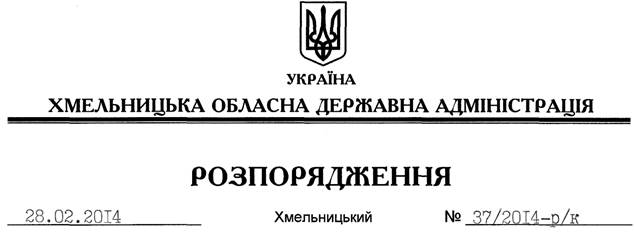 УКРАЇНА
ХМЕЛЬНИЦЬКА ОБЛАСНА ДЕРЖАВНА АДМІНІСТРАЦІЯ
РОЗПОРЯДЖЕННЯ
28.02.2014 Хмельницький № 37/2014-р/к